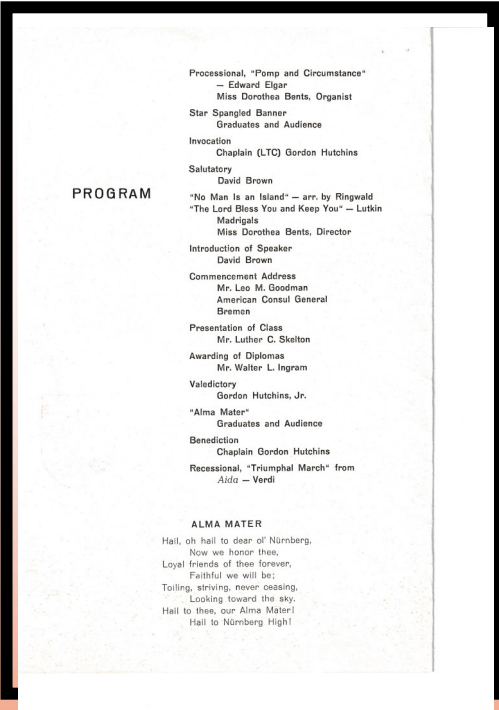 PROGRAM
Processional, "Pomp and Circumstance"
— Edward Elgar
Miss Dorothea Bents, Organist
Star Spangled Banner
Graduates and Audience
Invocation
Chaplain (LTC) Gordon Hutchins
Salutatory
David Brown
"No Man Is an Island" — arr. by Ringwald
"The Lord Bless You and Keep You" — Lutkin
Madrigals
Miss Dorothea Bents, Director
Introduction of Speaker
David Brown
Commencement Address
Mr. Leo M. Goodman
American Consul General
Bremen
Presentation of Class
Mr. Luther C. Skelton
Awarding of Diplomas
Mr. Walter L. Ingram
Valedictory
Gordon Hutchins, Jr.
"Alma Mater"
Graduates and Audience
Benediction
Chaplain Gordon Hutchins
Recessional, "Triumphal March" from
Aida — Verdi
ALMA MATER
Hail, oh hail to dear ol' Nürnberg,
Now we honor thee,
Loyal friends of thee forever,
Faithful we will be;
Toiling, striving, never ceasing,
Looking toward the sky.
Hail to thee, our Alma Mater!
Hail to Nürnberg High!